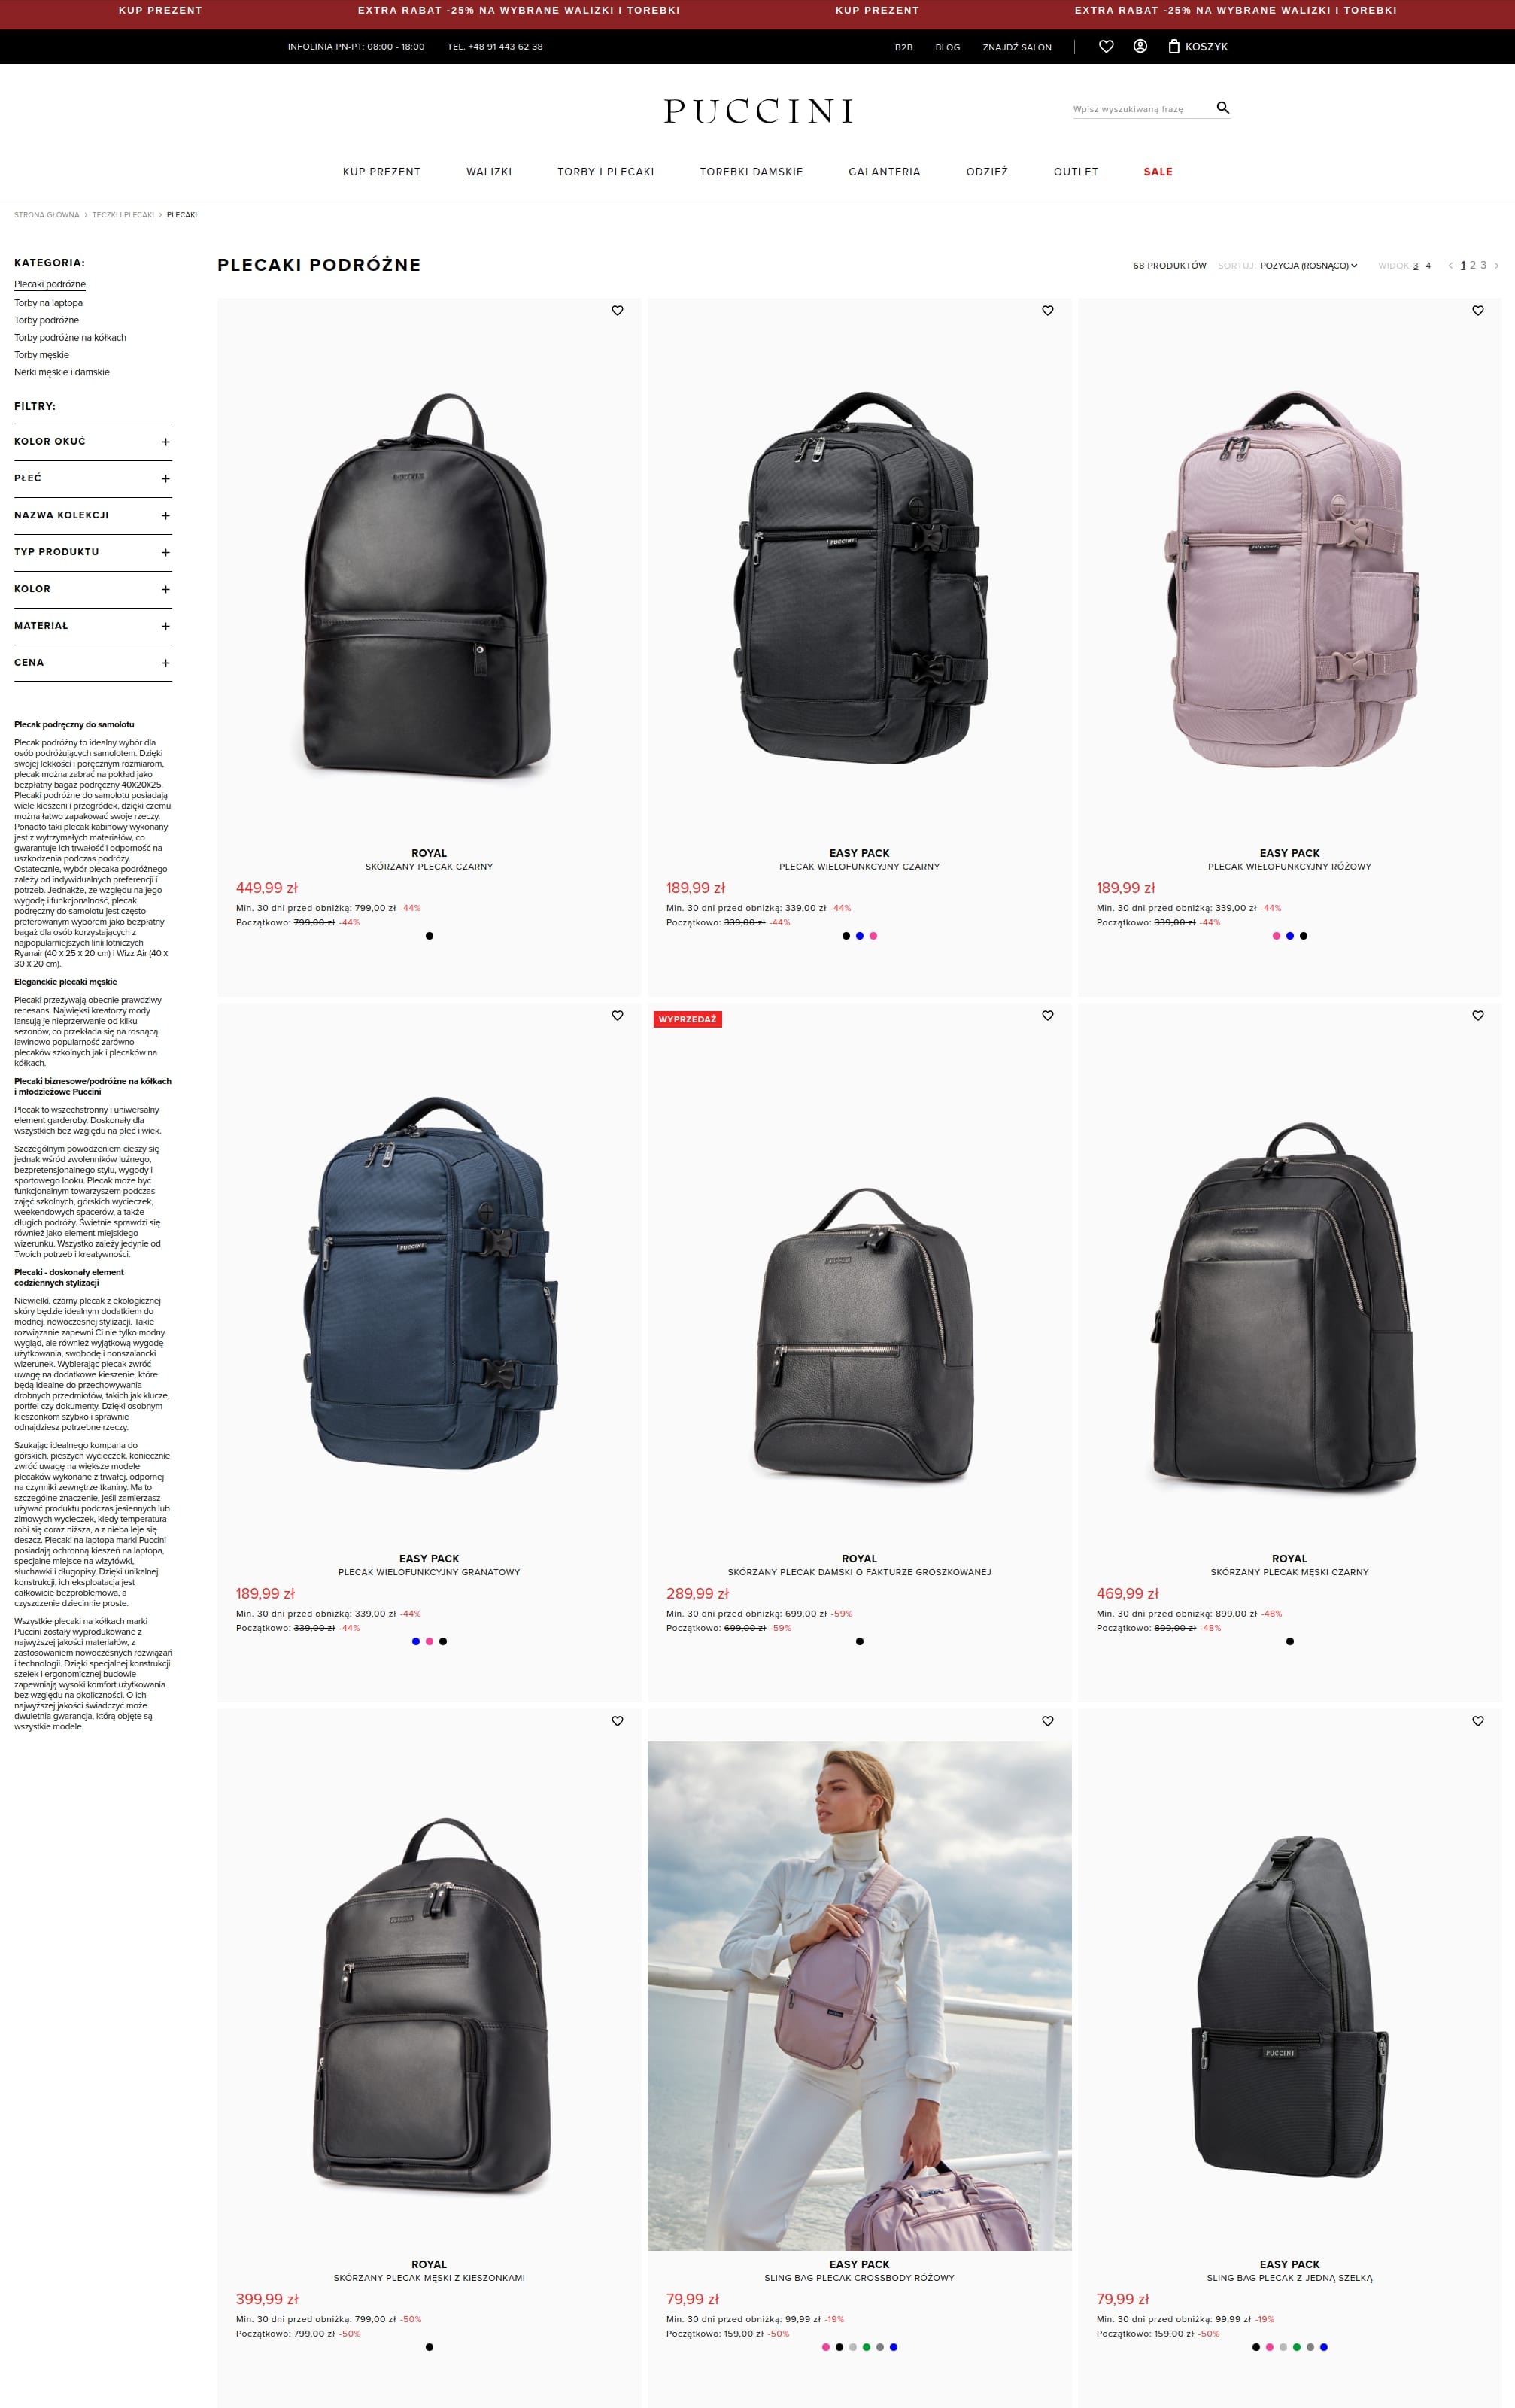 KUP PREZENT
EXTRA RABAT -25% NA WYBRANE WALIZKI I TOREBKI
KUP PREZENT
EXTRA RABAT -25% NA WYBRANE WALIZKI I TOREBKI
INFOLINIA PN-PT: 08:00 - 18:00
TEL. +48 91 443 62 38
B2B
BLOG
ZNAJDŹ SALON
KOSZYK
PUCCINI
Wpisz wyszukiwaną frazę
KUP PREZENT
WALIZKI
TORBY I PLECAKI
TOREBKI DAMSKIE
GALANTERIA
ODZIEŻ
OUTLET
SALE
STRONA GŁÓWNA > TECZKI I PLECAKI > PLECAKI
KATEGORIA:
Plecaki podróżne
Torby na laptopa
Torby podróżne
Torby podróżne na kółkach
Torby męskie
Nerki męskie i damskie
FILTRY:
KOLOR OKUĆ +
PŁEĆ +
NAZWA KOLEKCJI +
TYP PRODUKTU +
KOLOR +
MATERIAŁ +
CENA +
Plecak podręczny do samolotu
Plecak podróżny to idealny wybór dla
osób podróżujących samolotem. Dzięki
swojej lekkości i poręcznym rozmiarom,
plecak można zabrać na pokład jako
bezpłatny bagaż podręczny 40x20x25.
Plecaki podróżne do samolotu posiadają
wiele kieszeni i przegródek, dzięki czemu
można łatwo zapakować swoje rzeczy.
Ponadto taki plecak kabinowy wykonany
jest z wytrzymałych materiałów, co
gwarantuje ich trwałość i odporność na
uszkodzenia podczas podróży.
Ostatecznie, wybór plecaka podróżnego
zależy od indywidualnych preferencji i
potrzeb. Jednakże, ze względu na jego
wygodę i funkcjonalność, plecak
podręczny do samolotu jest często
preferowanym wyborem jako bezpłatny
bagaż dla osób korzystających z
najpopularniejszych linii lotniczych
Ryanair (40 x 25 x 20 cm) i Wizz Air (40 x
30 x 20 cm).
Eleganckie plecaki męskie
Plecaki przeżywają obecnie prawdziwy
renesans. Najwięksi kreatorzy mody
lansują je nieprzerwanie od kilku
sezonów, co przekłada się na rosnącą
lawinowo popularność zarówno
plecaków szkolnych jak i plecaków na
kółkach.
Plecaki biznesowe/podróżne na kółkach
i młodzieżowe Puccini
Plecak to wszechstronny i uniwersalny
element garderoby. Doskonały dla
wszystkich bez względu na płeć i wiek.
Szczególnym powodzeniem cieszy się
jednak wśród zwolenników luźnego,
bezpretensjonalnego stylu, wygody i
sportowego looku. Plecak może być
funkcjonalnym towarzyszem podczas
zajęć szkolnych, górskich wycieczek,
weekendowych spacerów, a także
długich podróży. Świetnie sprawdzi się
również jako element miejskiego
wizerunku. Wszystko zależy jedynie od
Twoich potrzeb i kreatywności.
Plecaki - doskonały element
codziennych stylizacji
Niewielki, czarny plecak z ekologicznej
skóry będzie idealnym dodatkiem do
modnej, nowoczesnej stylizacji. Takie
rozwiązanie zapewni Ci nie tylko modny
wygląd, ale również wyjątkową wygodę
użytkowania, swobodę i nonszalancki
wizerunek. Wybierając plecak zwróć
uwagę na dodatkowe kieszenie, które
będą idealne do przechowywania
drobnych przedmiotów, takich jak klucze,
portfel czy dokumenty. Dzięki osobnym
kieszonkom szybko i sprawnie
odnajdziesz potrzebne rzeczy.
Szukając idealnego kompana do
górskich, pieszych wycieczek, koniecznie
zwróć uwagę na większe modele
plecaków wykonane z trwałej, odpornej
na czynniki zewnętrze tkaniny. Ma to
szczególne znaczenie, jeśli zamierzasz
używać produktu podczas jesiennych lub
zimowych wycieczek, kiedy temperatura
robi się coraz niższa, a z nieba leje się
deszcz. Plecaki na laptopa marki Puccini
posiadają ochronną kieszeń na laptopa,
specjalne miejsce na wizytówki,
słuchawki i długopisy. Dzięki unikalnej
konstrukcji, ich eksploatacja jest
całkowicie bezproblemowa, a
czyszczenie dziecinnie proste.
Wszystkie plecaki na kółkach marki
Puccini zostały wyprodukowane z
najwyższej jakości materiałów, z
zastosowaniem nowoczesnych rozwiązań
i technologii. Dzięki specjalnej konstrukcji
szelek i ergonomicznej budowie
zapewniają wysoki komfort użytkowania
bez względu na okoliczności. O ich
najwyższej jakości świadczyć może
dwuletnia gwarancja, którą objęte są
wszystkie modele.
PLECAKI PODRÓŻNE
68 PRODUKTÓW
SORTUJ: POZYCJA (ROSNĄCO)
WIDOK 3 4
< 1 2 3 >
PUCCINI
PUCCINI
ROYAL
SKÓRZANY PLECAK CZARNY
449,99 zł
Min. 30 dni przed obniżką: 799,00 zł -44%
Początkowo: 799,00 zł -44%
EASY PACK
PLECAK WIELOFUNKCYJNY CZARNY
189,99 zł
Min. 30 dni przed obniżką: 339,00 zł -44%
Początkowo: 339,00 zł -44%
EASY PACK
PLECAK WIELOFUNKCYJNY RÓŻOWY
189,99 zł
Min. 30 dni przed obniżką: 339,00 zł -44%
Początkowo: 339,00 zł -44%
WYPRZEDAŻ
PUCCINI
EASY PACK
PLECAK WIELOFUNKCYJNY GRANATOWY
189,99 zł
Min. 30 dni przed obniżką: 339,00 zł -44%
Początkowo: 339,00 zł -44%
ROYAL
SKÓRZANY PLECAK DAMSKI O FAKTURZE GROSZKOWANEJ
289,99 zł
Min. 30 dni przed obniżką: 699,00 zł -59%
Początkowo: 699,00 zł -59%
ROYAL
SKÓRZANY PLECAK MĘSKI CZARNY
469,99 zł
Min. 30 dni przed obniżką: 899,00 zł -48%
Początkowo: 899,00 zł -48%
PUCCINI
ROYAL
SKÓRZANY PLECAK MĘSKI Z KIESZONKAMI
399,99 zł
Min. 30 dni przed obniżką: 799,00 zł -50%
Początkowo: 799,00 zł -50%
EASY PACK
SLING BAG PLECAK CROSSBODY RÓŻOWY
79,99 zł
Min. 30 dni przed obniżką: 99,99 zł -19%
Początkowo: 159,00 zł -50%
EASY PACK
SLING BAG PLECAK Z JEDNĄ SZELKĄ
79,99 zł
Min. 30 dni przed obniżką: 99,99 zł -19%
Początkowo: 159,00 zł -50%